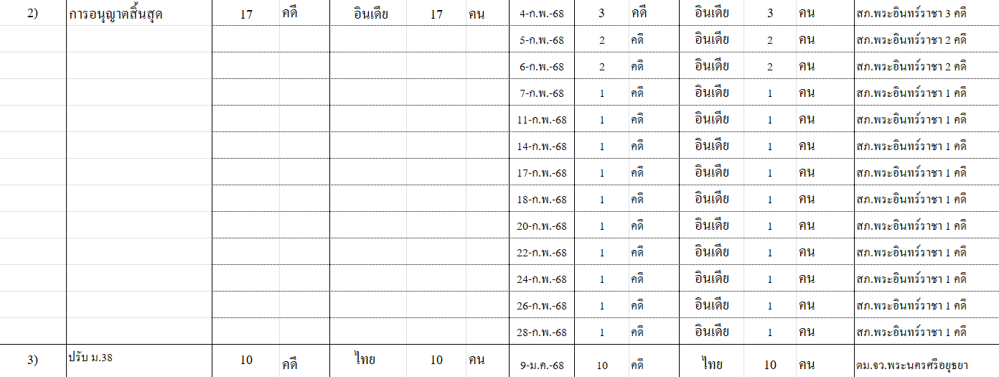 2) การอนุญาตสิ้นสุด 17 คดี อินเดีย 17 คน 4-ก.พ.-68 3 คดี อินเดีย 3 คน สภ.พระอินทร์ราชา 3 คดี
5-ก.พ.-68 2 คดี อินเดีย 2 คน สภ.พระอินทร์ราชา 2 คดี
6-ก.พ.-68 2 คดี อินเดีย 2 คน สภ.พระอินทร์ราชา 2 คดี
7-ก.พ.-68 1 คดี อินเดีย 1 คน สภ.พระอินทร์ราชา 1 คดี
11-ก.พ.-68 1 คดี อินเดีย 1 คน สภ.พระอินทร์ราชา 1 คดี
14-ก.พ.-68 1 คดี อินเดีย 1 คน สภ.พระอินทร์ราชา 1 คดี
17-ก.พ.-68 1 คดี อินเดีย 1 คน สภ.พระอินทร์ราชา 1 คดี
18-ก.พ.-68 1 คดี อินเดีย 1 คน สภ.พระอินทร์ราชา 1 คดี
20-ก.พ.-68 1 คดี อินเดีย 1 คน สภ.พระอินทร์ราชา 1 คดี
22-ก.พ.-68 1 คดี อินเดีย 1 คน สภ.พระอินทร์ราชา 1 คดี
24-ก.พ.-68 1 คดี อินเดีย 1 คน สภ.พระอินทร์ราชา 1 คดี
26-ก.พ.-68 1 คดี อินเดีย 1 คน สภ.พระอินทร์ราชา 1 คดี
28-ก.พ.-68 1 คดี อินเดีย 1 คน สภ.พระอินทร์ราชา 1 คดี
3) ปรับ ม.38 10 คดี ไทย 10 คน 9-ม.ค.-68 10 คดี ไทย 10 คน ตม.จว.พระนครศรีอยุธยา